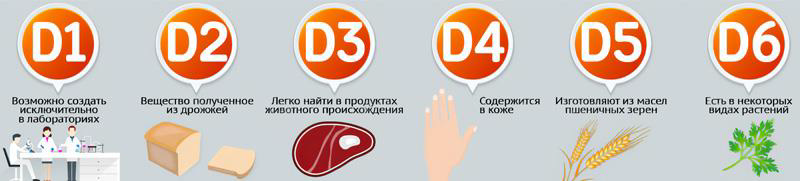 D1
Возможно создать
исключительно
в лабораториях
D2
Вещество полученное
из дрожжей
D3
Легко найти в продуктах
животного происхождения
D4
Содержится
в коже
D5
Изготовляют из масел
пшеничных зерен
D6
Есть в некоторых
видах растений